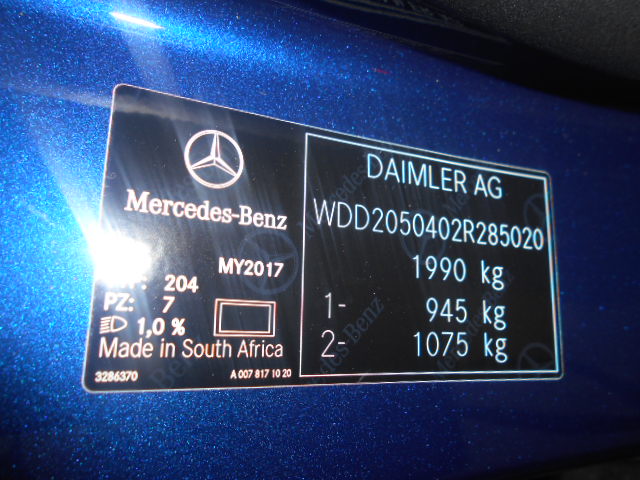 Mercedes-Benz
MY2017
: 204
PZ: 7
1,0 %
Made in South Africa
3286370
A 007 817 10 20
DAIMLER AG
WDD2050402R285020
1990 kg
1- 945 kg
2- 1075 kg